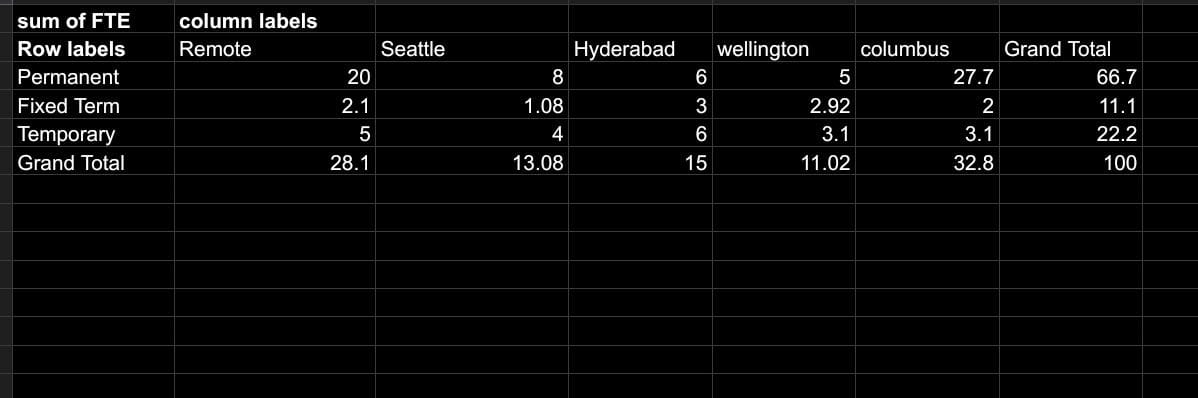 sum of FTE column labels
Row labels Remote Seattle Hyderabad wellington columbus Grand Total
Permanent 20 8 6 5 27.7 66.7
Fixed Term 2.1 1.08 3 2.92 2 11.1
Temporary 5 4 6 3.1 3.1 22.2
Grand Total 28.1 13.08 15 11.02 32.8 100